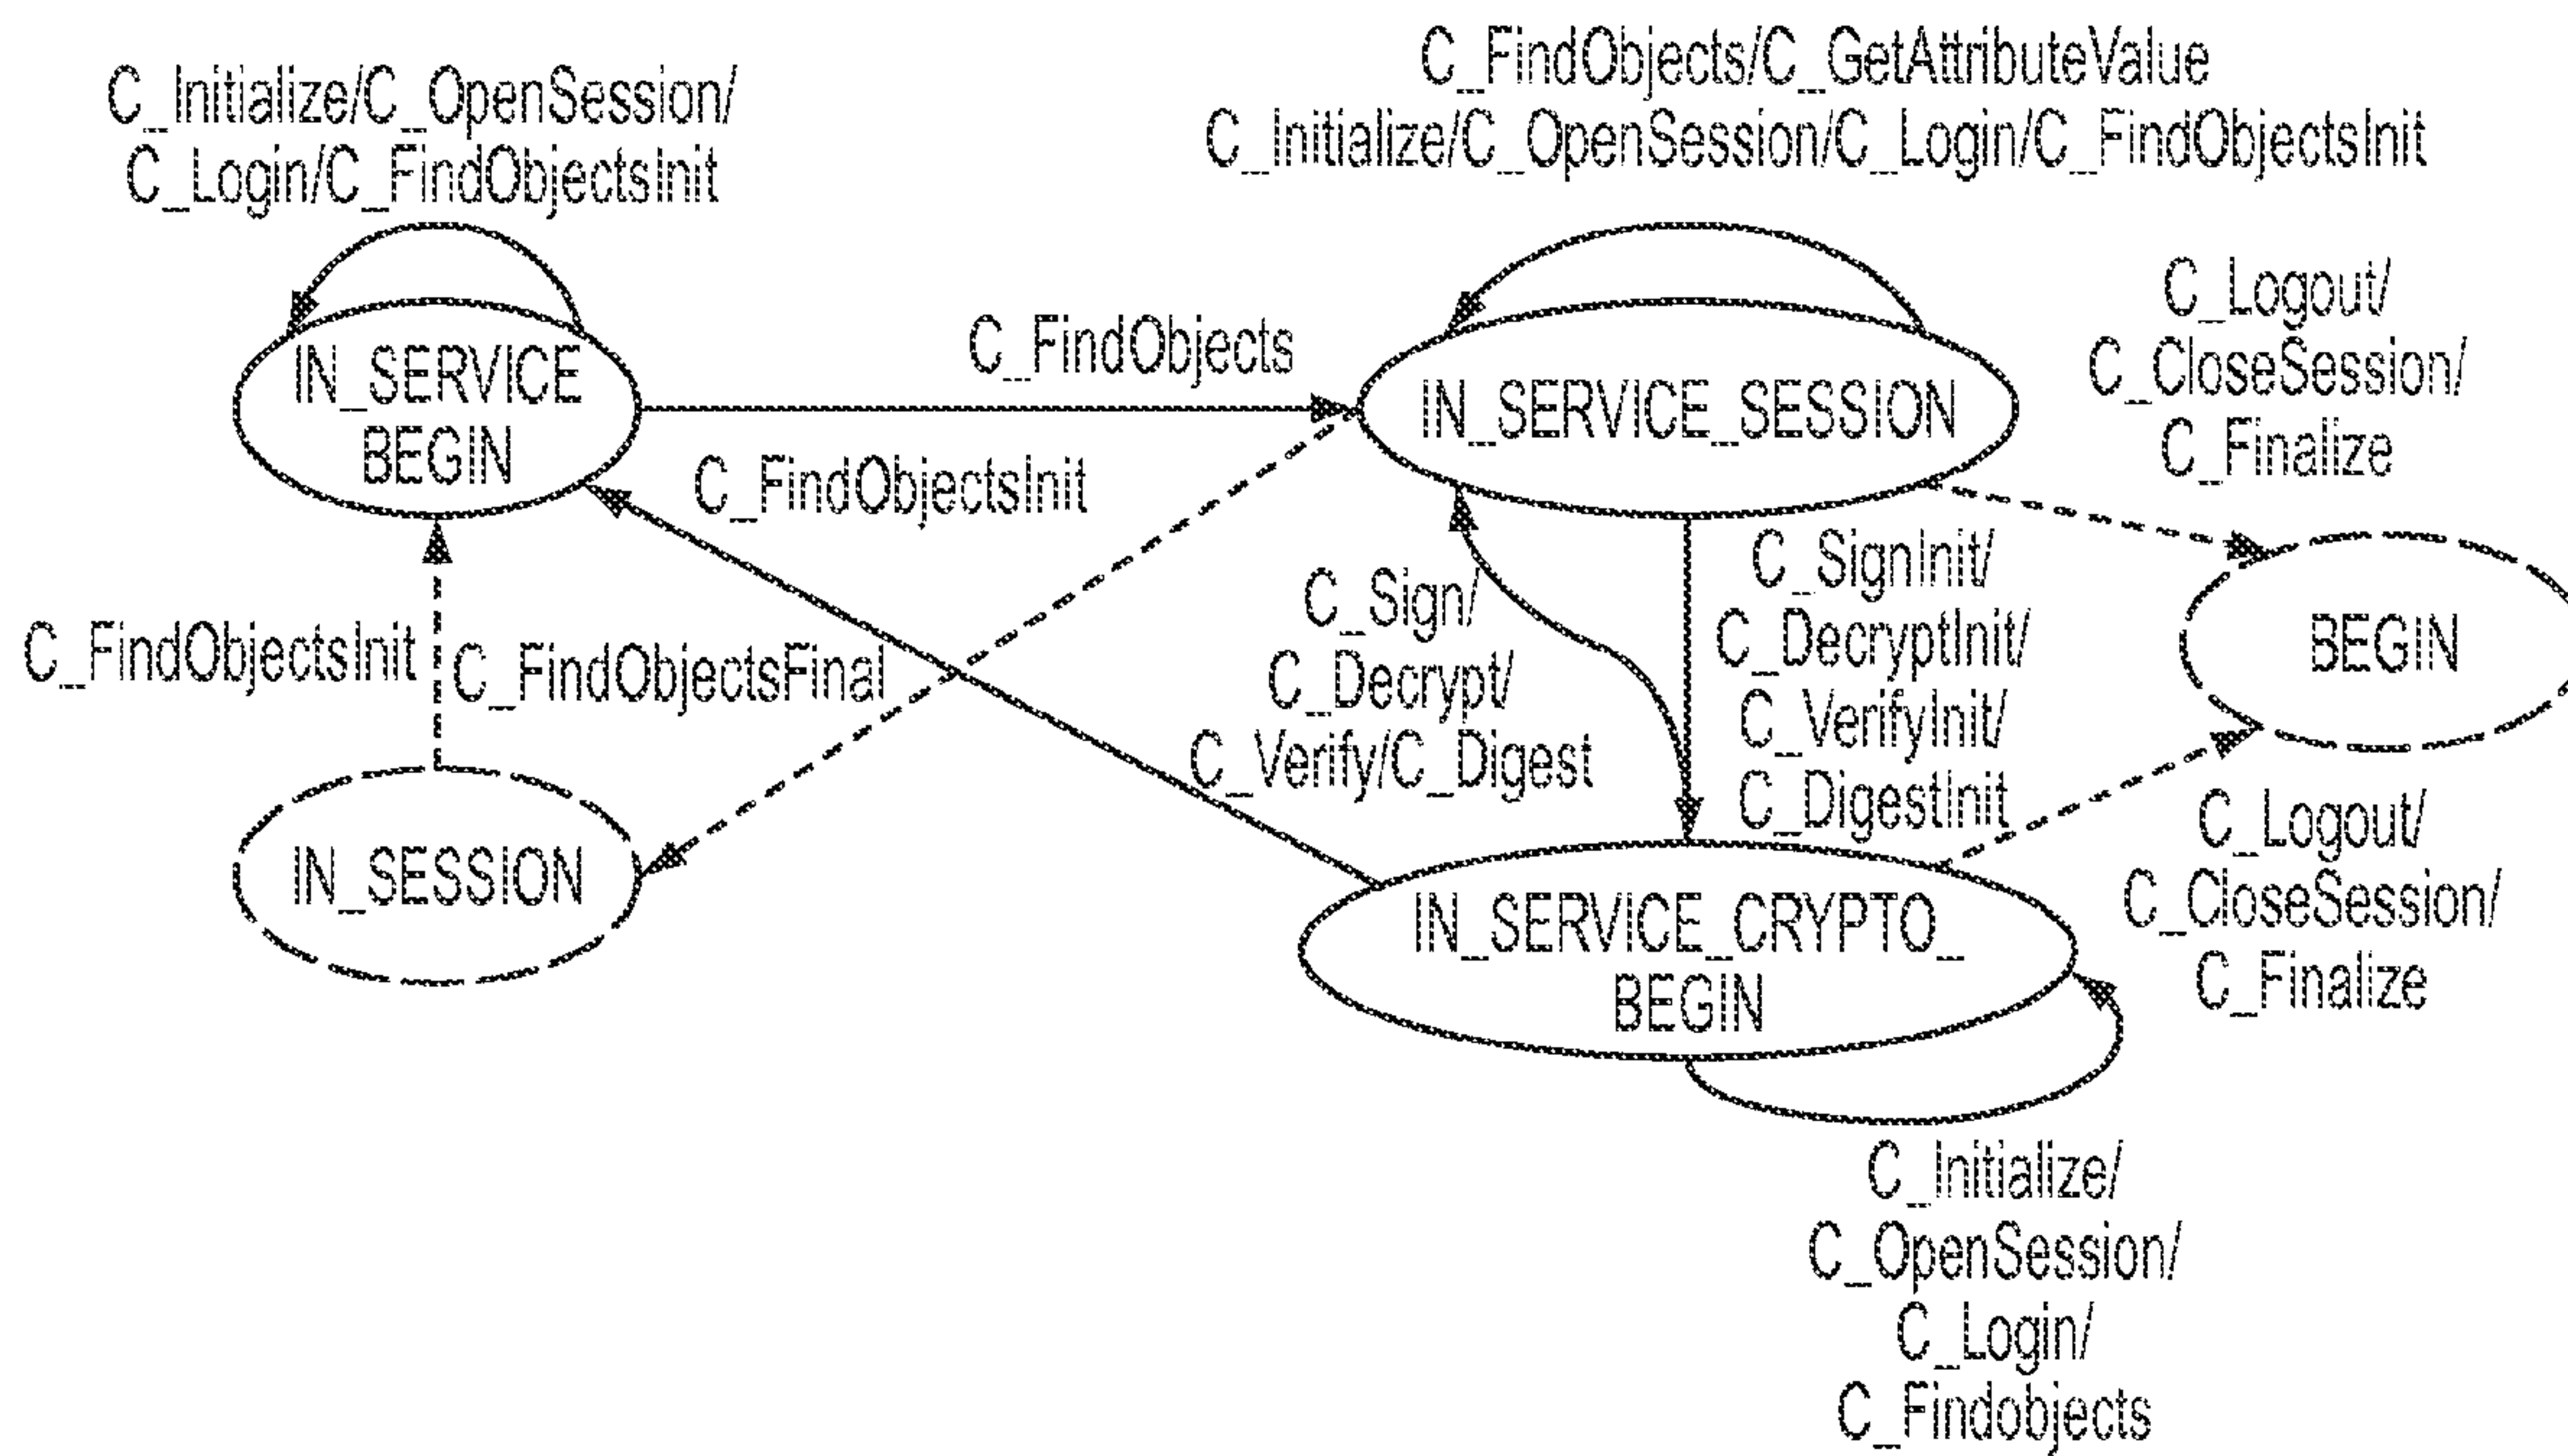 C_Initialize/C_OpenSession/
C_Login/C_FindObjectsInit
C_FindObjects/C_GetAttributeValue
C_Initialize/C_OpenSession/C_Login/C_FindObjectsInit
IN_SERVICE
BEGIN
C_FindObjects
IN_SERVICE_SESSION
C_Logout/
C_CloseSession/
C_Finalize
C_FindObjectsInit
C_FindObjectsInit
C_FindObjectsFinal
C_Sign/
C_Decrypt/
C_Verify/C_Digest
C_SignInit/
C_DecryptInit/
C_VerifyInit/
C_DigestInit
BEGIN
IN_SESSION
IN_SERVICE_CRYPTO_
BEGIN
C_Logout/
C_CloseSession/
C_Finalize
C_Initialize/
C_OpenSession/
C_Login/
C_Findobjects